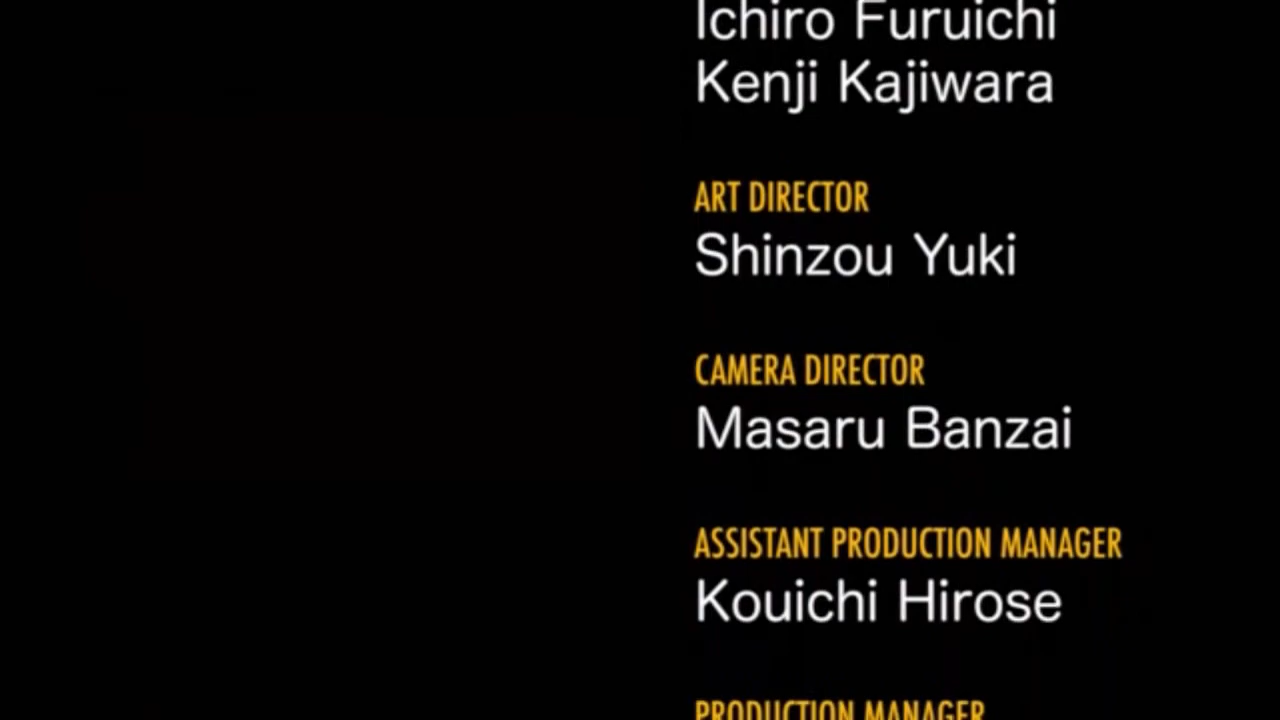 Ichiro Furuichi
Kenji Kajiwara
ART DIRECTOR
Shinzou Yuki
CAMERA DIRECTOR
Masaru Banzai
ASSISTANT PRODUCTION MANAGER
Kouichi Hirose
PRODUCTION MANAGER